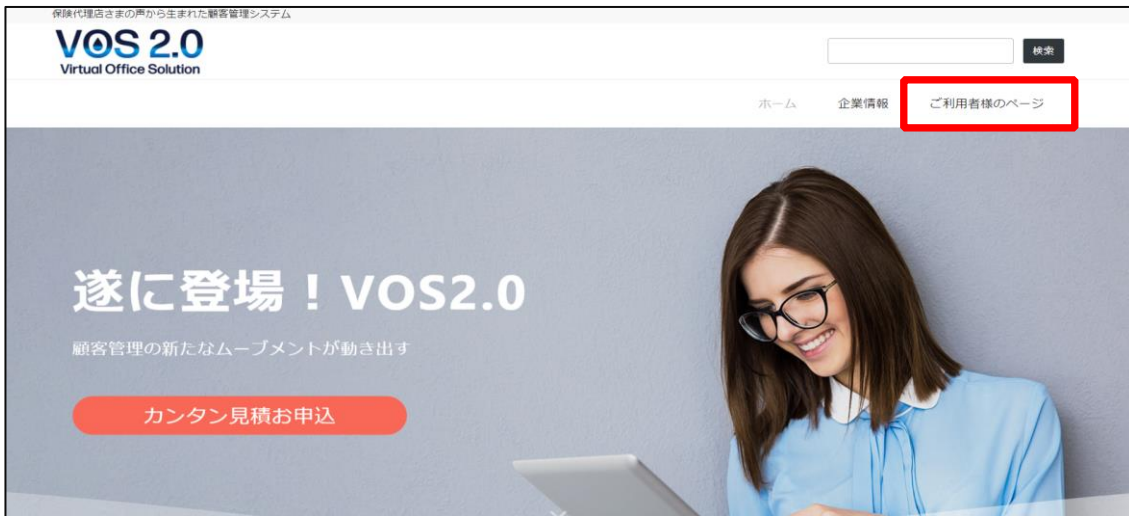 保険代理店さまの声から生まれた顧客管理システム
VOS 2.0
Virtual Office Solution
検索
ホーム 企業情報 ご利用者様のページ
遂に登場！VOS2.0
顧客管理の新たなムーブメントが動き出す
カンタン見積お申込